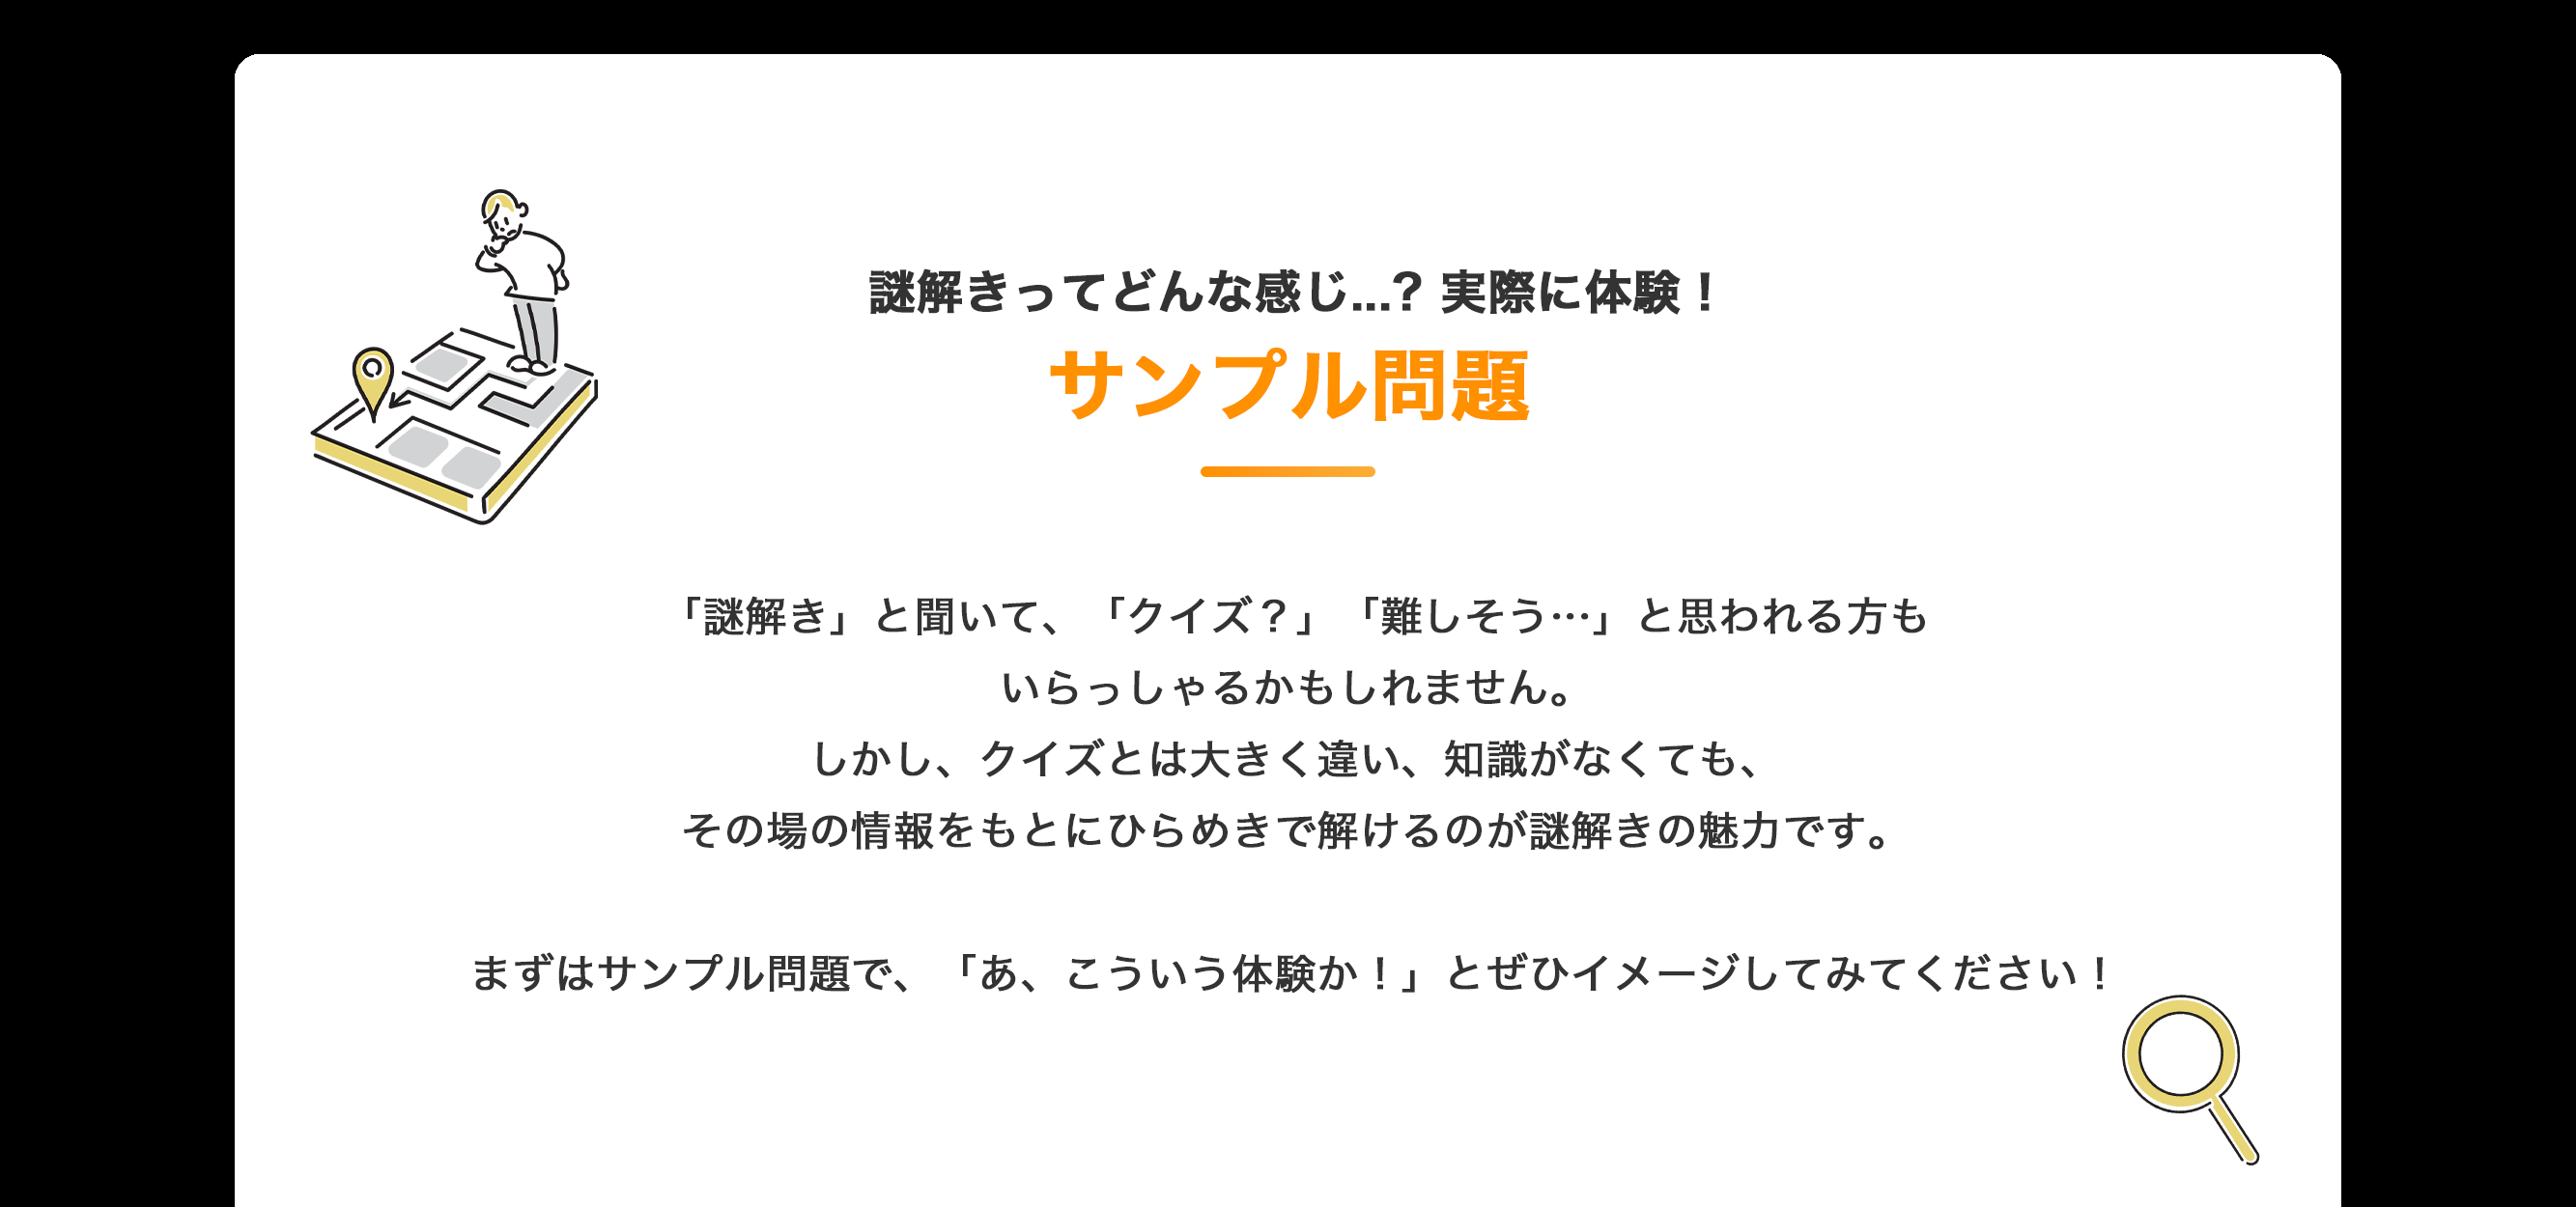 謎解きってどんな感じ...? 実際に体験！
サンプル問題
「謎解き」と聞いて、「クイズ？」「難しそう…」と思われる方も
いらっしゃるかもしれません。
しかし、クイズとは大きく違い、知識がなくても、
その場の情報をもとにひらめきで解けるのが謎解きの魅力です。
まずはサンプル問題で、「あ、こういう体験か！」とぜひイメージしてみてください！